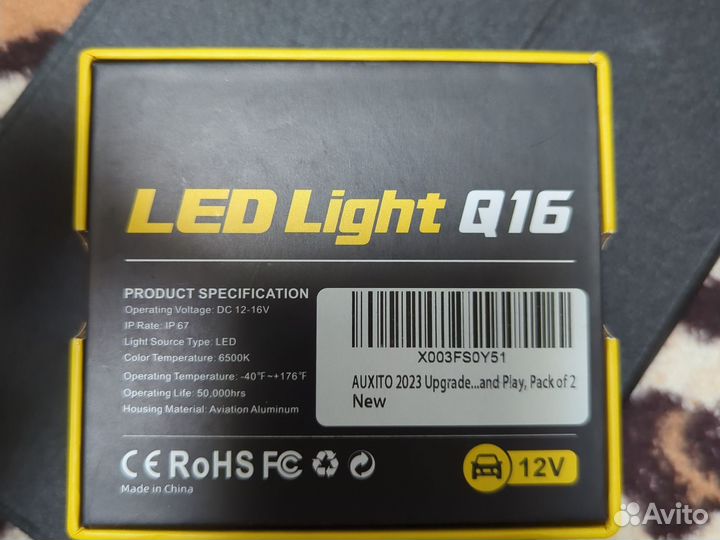 LED Light Q16
PRODUCT SPECIFICATION
Operating Voltage: DC 12-16V
IP Rate: IP 67
Light Source Type: LED
Color Temperature: 6500K
Operating Temperature: -40℉~+176℉
Operating Life: 50,000hrs
Housing Material: Aviation Aluminum
X003FS0Y51
AUXITO 2023 Upgrade...and Play, Pack of 2
New
CE RoHS FC
Made in China
12V
Avito